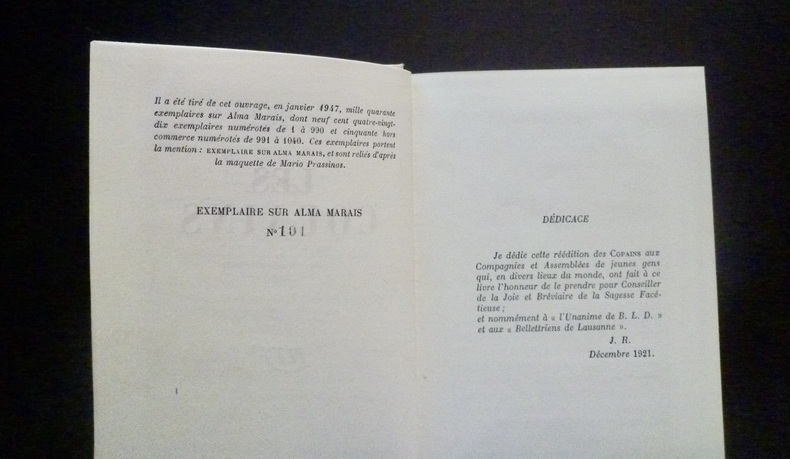 Il a été tiré de cet ouvrage, en janvier 1947, mille quarante
exemplaires sur Alma Marais, dont neuf cent quatre-vingt-
dix exemplaires numérotés de 1 à 990 et cinquante hors
commerce numérotés de 991 à 1040. Ces exemplaires portent
la mention : EXEMPLAIRE SUR ALMA MARAIS, et sont reliés d'après
la maquette de Mario Prassinos.
EXEMPLAIRE SUR ALMA MARAIS
Nº 191
DÉDICACE
Je dédie cette réédition des COPAINS aux
Compagnies et Assemblées de jeunes gens
qui, en divers lieux du monde, ont fait à ce
livre l'honneur de le prendre pour Conseiller
de la Joie et Bréviaire de la Sagesse Facé-
tieuse ;
et nommément à « l'Unanime de B. L. D. »
et aux « Bellettriens de Lausanne ».
J. R.
Décembre 1921.